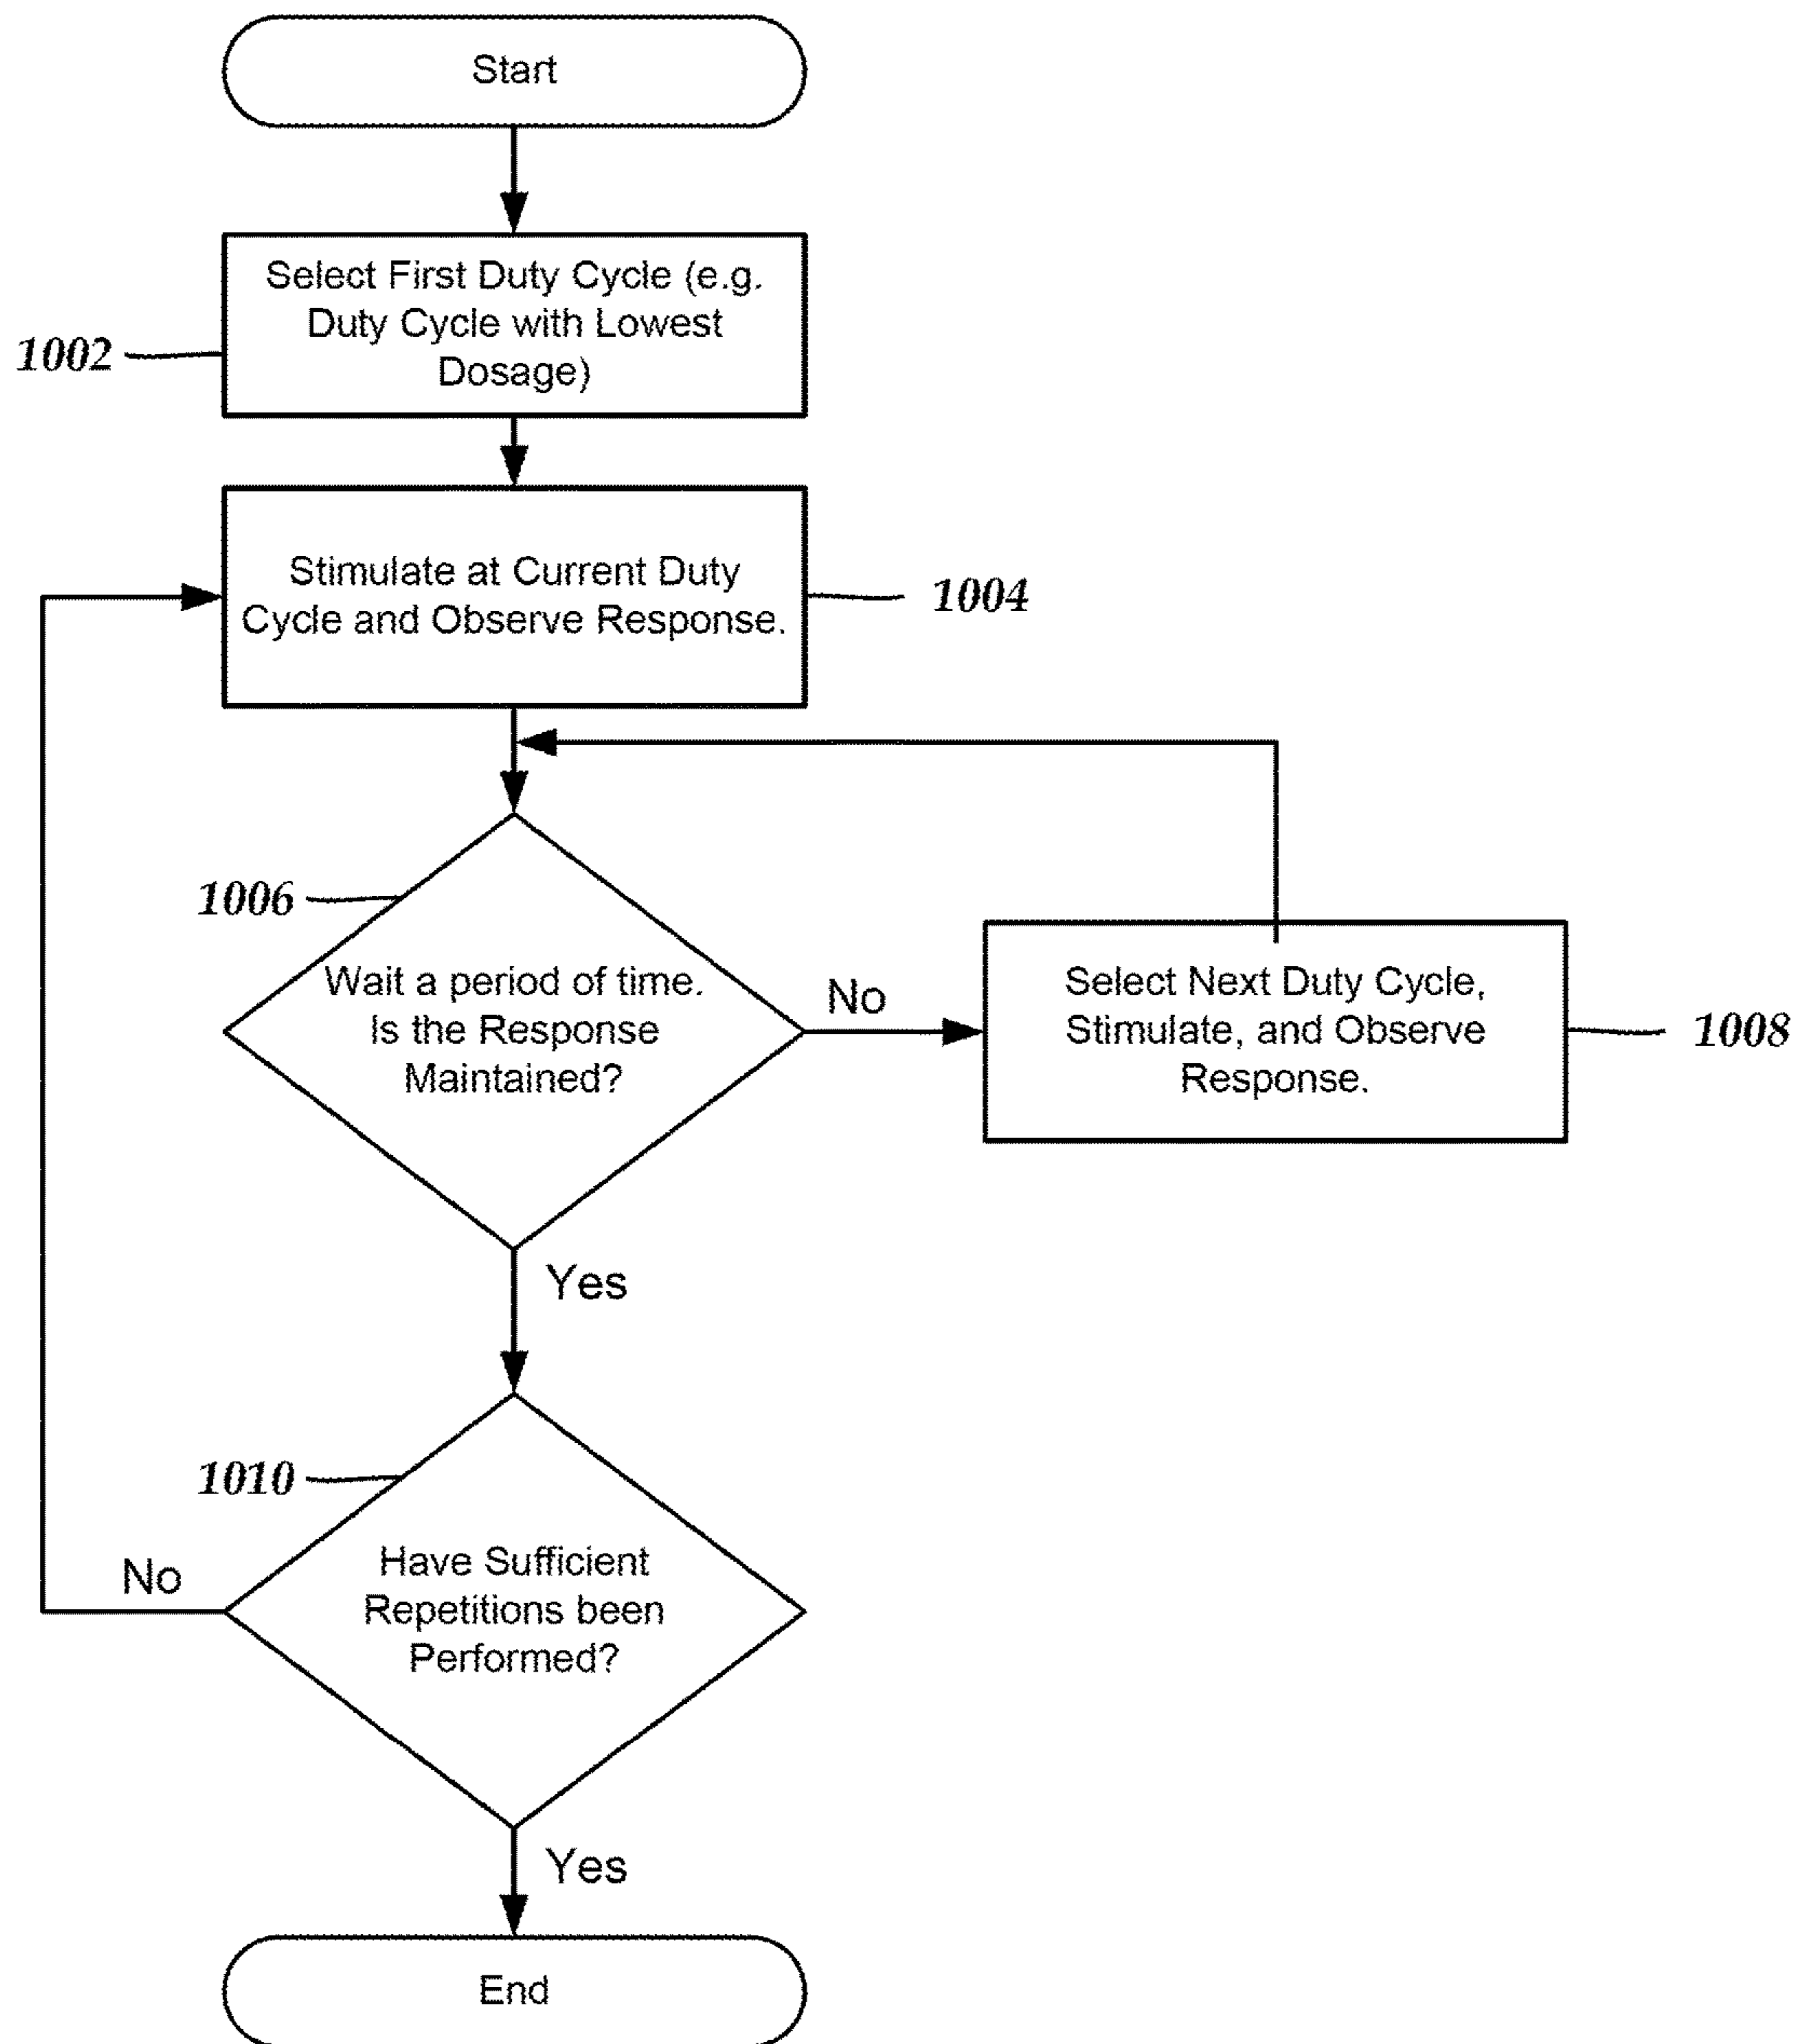 Start
Select First Duty Cycle (e.g.
Duty Cycle with Lowest
Dosage)
1002
Stimulate at Current Duty
Cycle and Observe Response.
1004
1006
Wait a period of time.
Is the Response
Maintained?
No
Select Next Duty Cycle,
Stimulate, and Observe
Response.
1008
Yes
1010
Have Sufficient
Repetitions been
Performed?
No
Yes
End